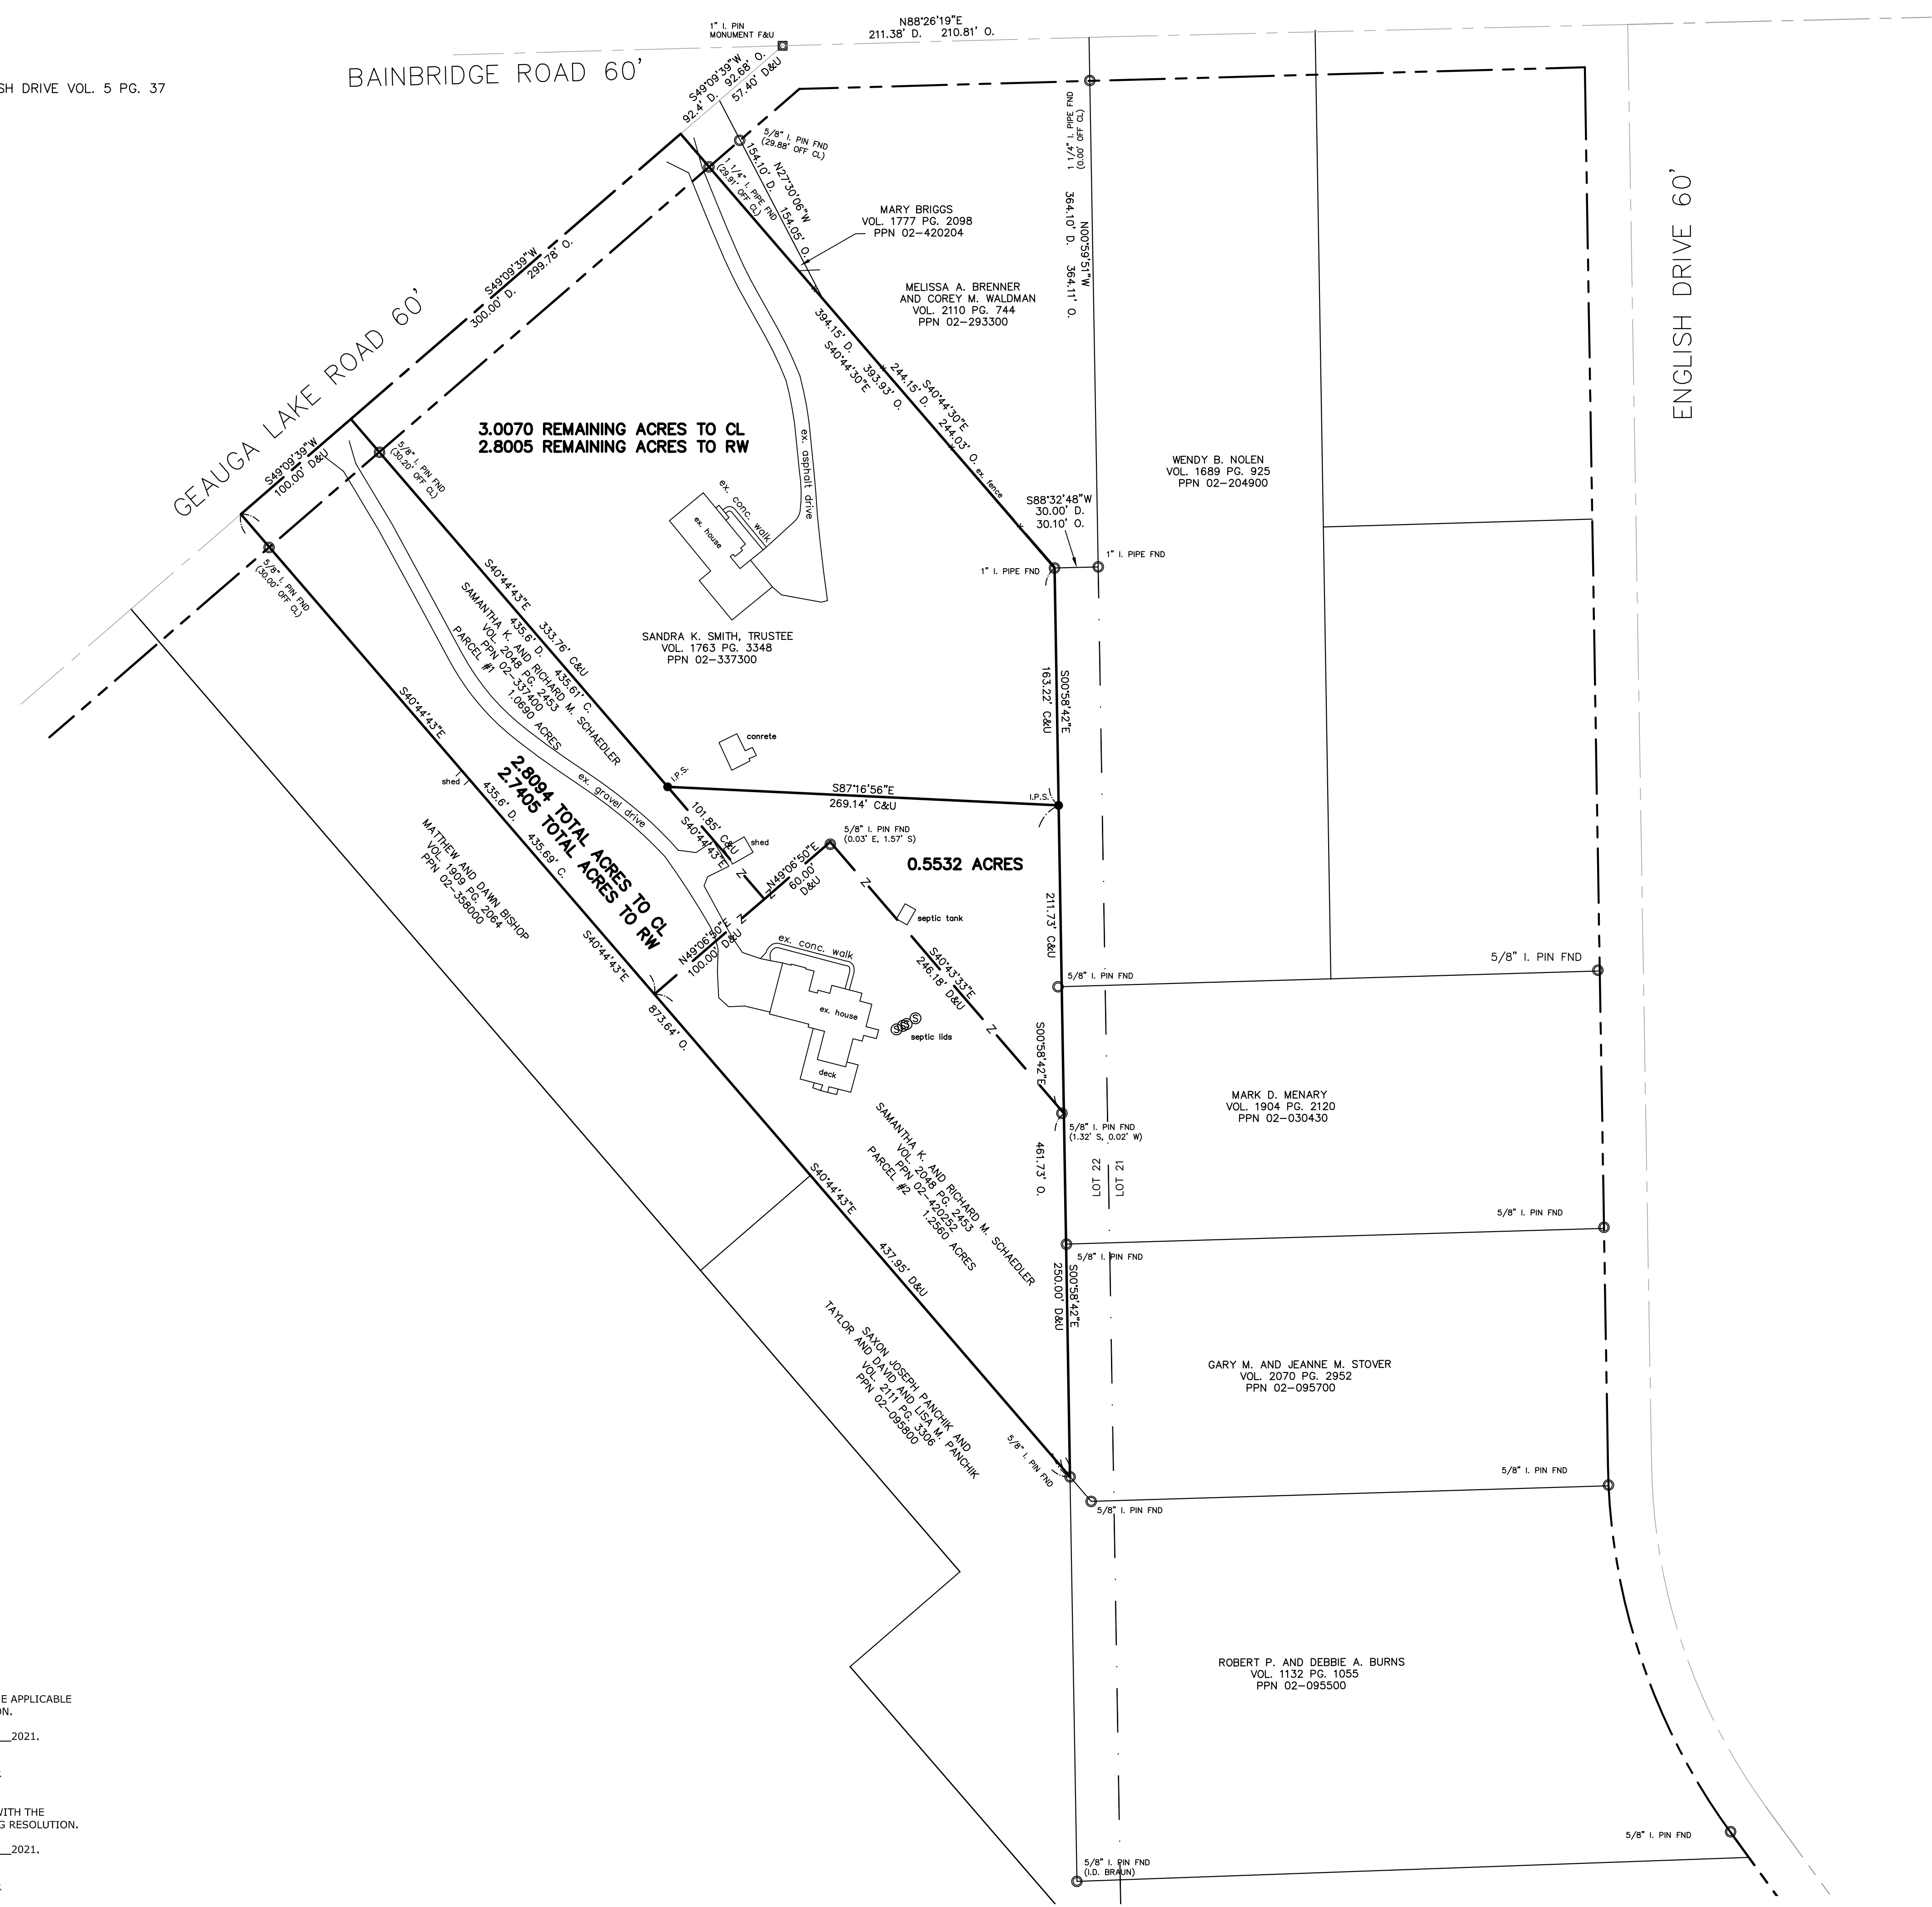 N88°26'19"E
211.38' D. 210.81' O.
1" I. PIN
MONUMENT F&U
BAINBRIDGE ROAD 60'
SH DRIVE VOL. 5 PG. 37
S49°09'39"W
92.4' D. 92.68' O.
57.40' D&U
5/8" I. PIN FND
(29.88' OFF CL)
1 1/4" I. PIPE FND
(29.91' OFF CL)
N27°30'06"W
154.10' D. 154.05' O.
1 1/4" I. PIPE FND
(0.00' OFF CL)
N00°59'51"W
364.10' D. 364.11' O.
ENGLISH DRIVE 60'
MARY BRIGGS
VOL. 1777 PG. 2098
PPN 02-420204
MELISSA A. BRENNER
AND COREY M. WALDMAN
VOL. 2110 PG. 744
PPN 02-293300
S49°09'39"W
300.00' D. 299.78' O.
GEAUGA LAKE ROAD 60'
394.15' D. 393.93' O.
S40°44'30"E
S40°44'30"E
244.15' D. 244.03' O.
ex. fence
3.0070 REMAINING ACRES TO CL
2.8005 REMAINING ACRES TO RW
ex. asphalt drive
S49°09'39"W
100.00' D&U
5/8" I. PIN FND
(30.20' OFF CL)
5/8" I. PIN FND
(30.00' OFF CL)
WENDY B. NOLEN
VOL. 1689 PG. 925
PPN 02-204900
ex. conc. walk
ex. house
S88°32'48"W
30.00' D.
30.10' O.
1" I. PIPE FND
1" I. PIPE FND
SANDRA K. SMITH, TRUSTEE
VOL. 1763 PG. 3348
PPN 02-337300
S40°44'43"E
333.76' C&U
435.6' D. 435.61' C.
SAMANTHA K. AND RICHARD M. SCHAEDLER
VOL. 2048 PG. 2453
PPN 02-337400
PARCEL #1
1.0690 ACRES
S00°58'42"E
163.22' C&U
conrete
I.P.S.
S87°16'56"E
269.14' C&U
I.P.S.
S40°44'43"E
shed
435.6' D. 435.69' C.
ex. gravel drive
2.8094 TOTAL ACRES TO CL
2.7405 TOTAL ACRES TO RW
101.85' C&U
S40°44'43"E
shed
5/8" I. PIN FND
(0.03' E, 1.57' S)
N49°06'50"E
60.00'
D&U
Z
Z
Z
0.5532 ACRES
MATTHEW AND DAWN BISHOP
VOL. 1909 PG. 2064
PPN 02-358000
Z
N49°06'50"E
100.00' D&U
septic tank
211.73' C&U
S40°43'33"E
246.18' D&U
Z
ex. conc. walk
ex. house
deck
S
S
S
S
septic lids
5/8" I. PIN FND
5/8" I. PIN FND
S40°44'43"E
873.64' O.
S00°58'42"E
461.73' O.
5/8" I. PIN FND
(1.32' S, 0.02' W)
MARK D. MENARY
VOL. 1904 PG. 2120
PPN 02-030430
LOT 22
LOT 21
SAMANTHA K. AND RICHARD M. SCHAEDLER
VOL. 2048 PG. 2453
PPN 02-420252
PARCEL #2
1.2560 ACRES
S40°44'43"E
437.95' D&U
5/8" I. PIN FND
5/8" I. PIN FND
S00°58'42"E
250.00' D&U
SAXON JOSEPH PANCHIK AND
TAYLOR AND DAVID AND LISA M. PANCHIK
VOL. 2111 PG. 3306
PPN 02-095800
GARY M. AND JEANNE M. STOVER
VOL. 2070 PG. 2952
PPN 02-095700
5/8" I. PIN FND
5/8" I. PIN FND
5/8" I. PIN FND
ROBERT P. AND DEBBIE A. BURNS
VOL. 1132 PG. 1055
PPN 02-095500
5/8" I. PIN FND
5/8" I. PIN FND
(I.D. BRAUN)
E APPLICABLE
ON.
__2021.
WITH THE
G RESOLUTION.
__2021.